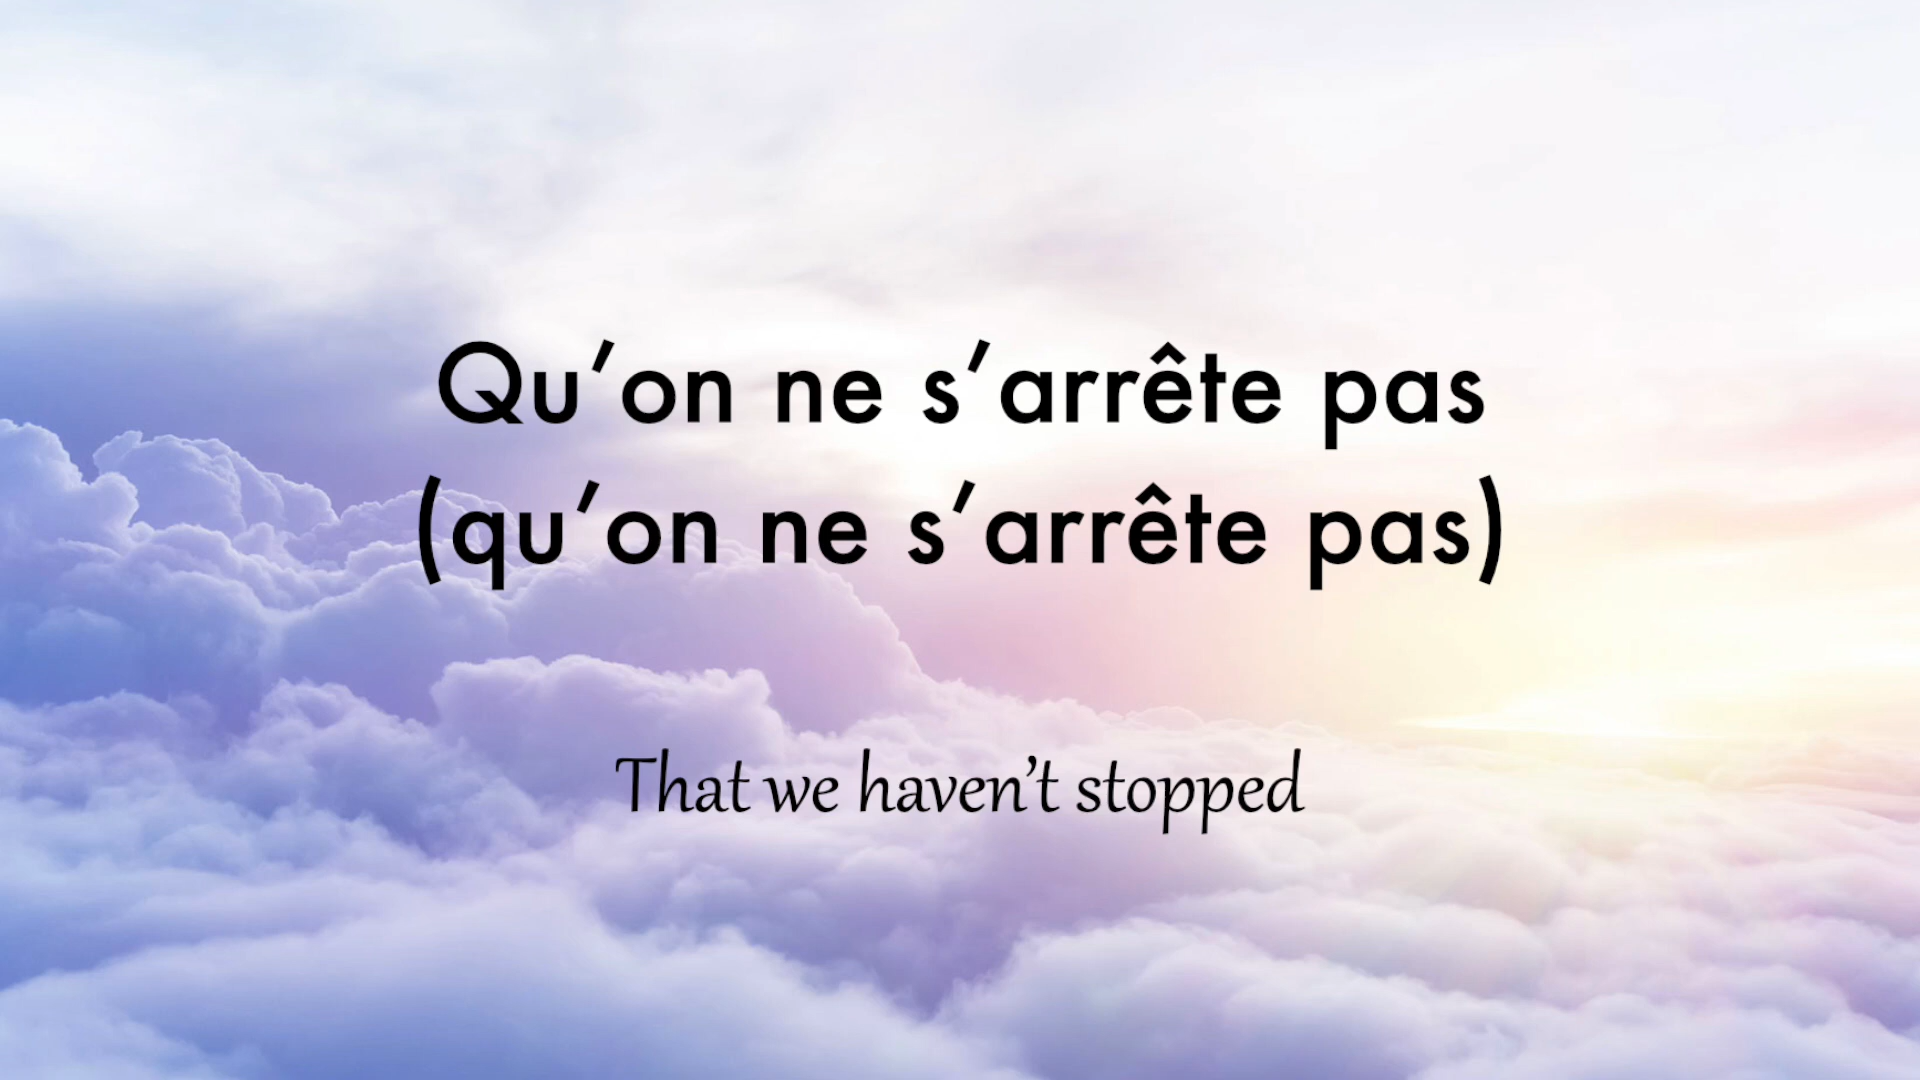 Qu’on ne s’arrête pas
(qu’on ne s’arrête pas)
That we haven’t stopped